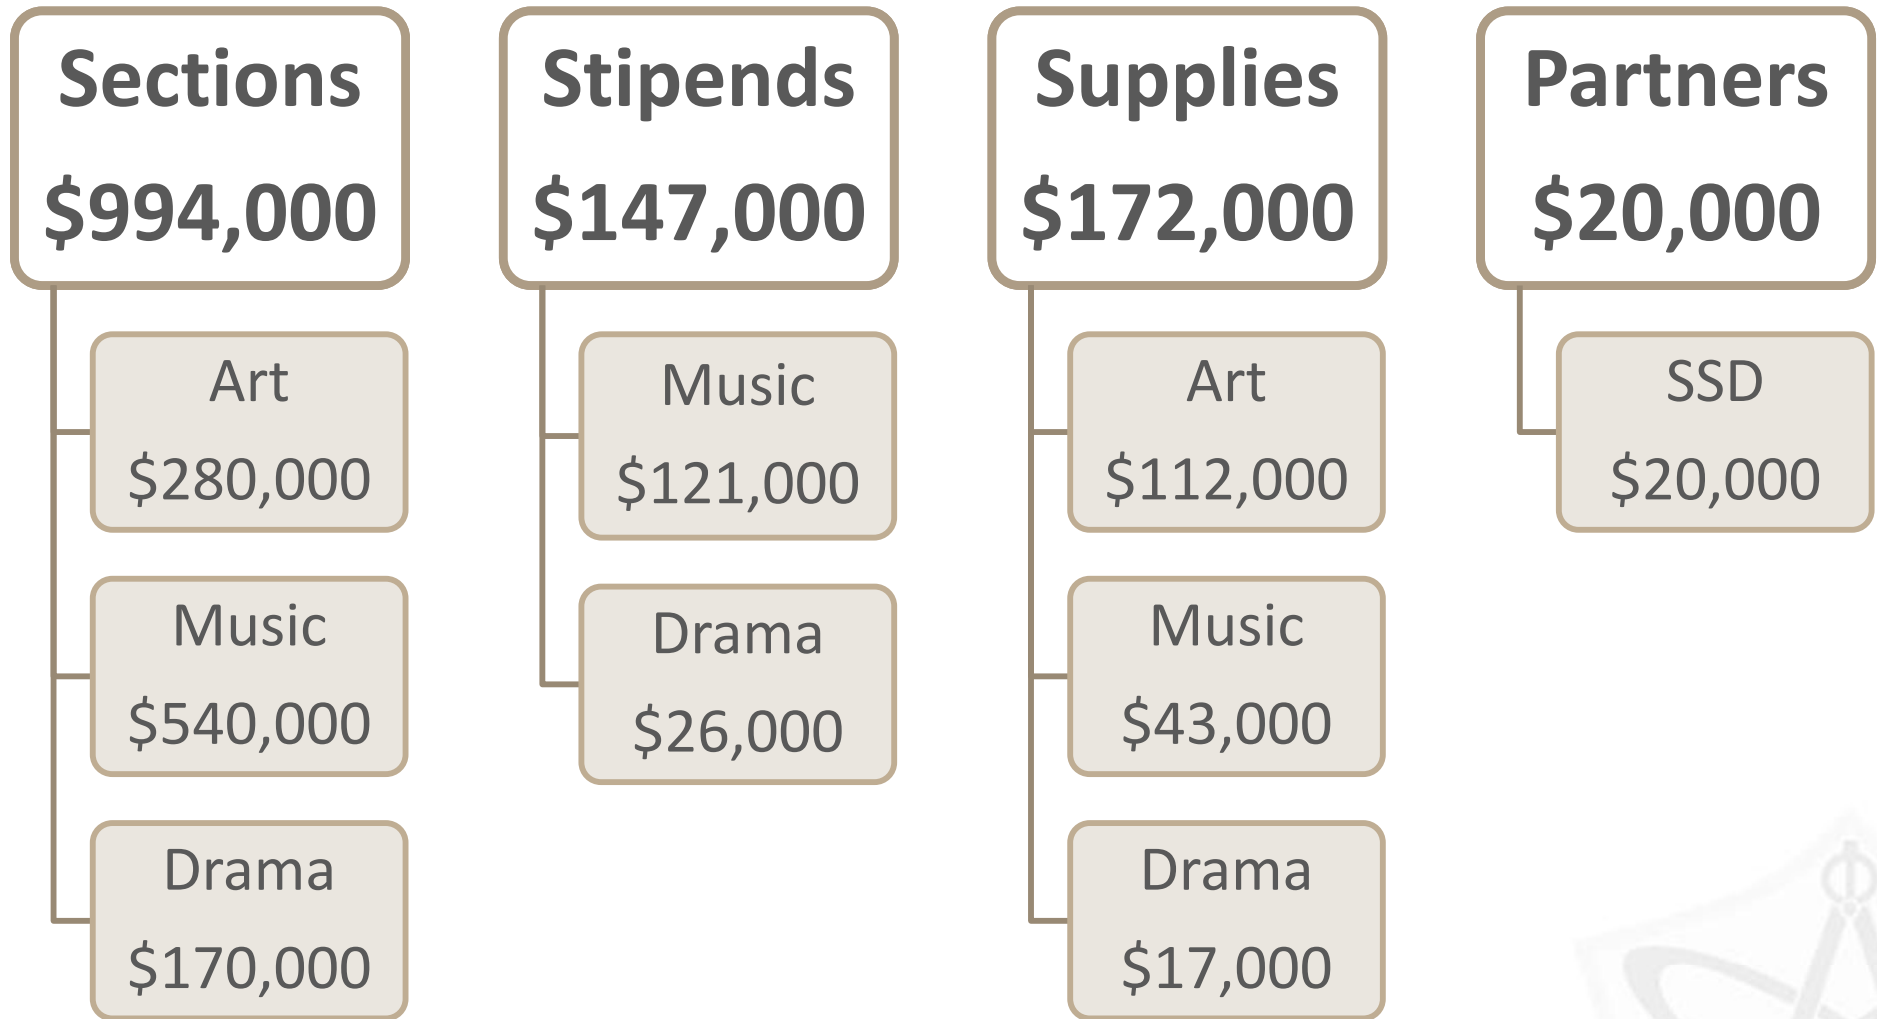 Sections
$994,000
Art
$280,000
Music
$540,000
Drama
$170,000
Stipends
$147,000
Music
$121,000
Drama
$26,000
Supplies
$172,000
Art
$112,000
Music
$43,000
Drama
$17,000
Partners
$20,000
SSD
$20,000